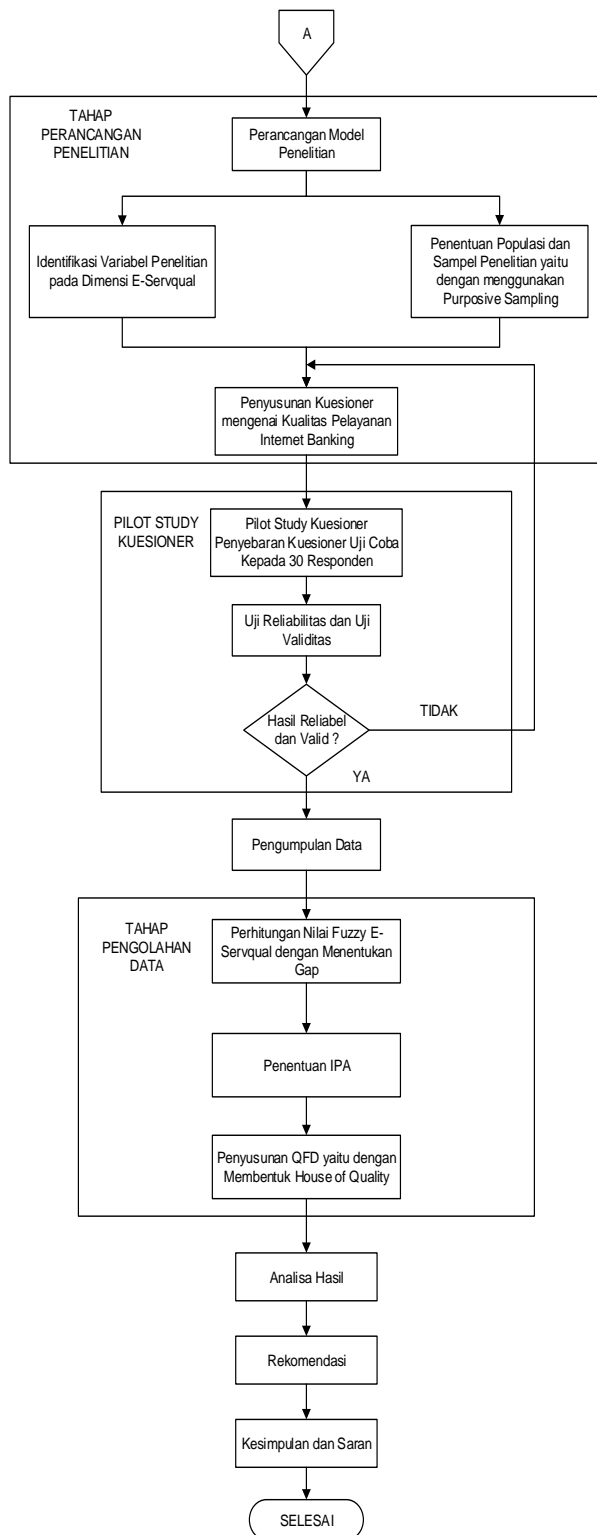 A
TAHAP
PERANCANGAN
PENELITIAN
Perancangan Model
Penelitian
Identifikasi Variabel Penelitian
pada Dimensi E-Servqual
Penentuan Populasi dan
Sampel Penelitian yaitu
dengan menggunakan
Purposive Sampling
Penyusunan Kuesioner
mengenai Kualitas Pelayanan
Internet Banking
PILOT STUDY
KUESIONER
Pilot Study Kuesioner
Penyebaran Kuesioner Uji Coba
Kepada 30 Responden
Uji Reliabilitas dan Uji
Validitas
Hasil Reliabel
dan Valid ?
TIDAK
YA
Pengumpulan Data
TAHAP
PENGOLAHAN
DATA
Perhitungan Nilai Fuzzy E-
Servqual dengan Menentukan
Gap
Penentuan IPA
Penyusunan QFD yaitu dengan
Membentuk House of Quality
Analisa Hasil
Rekomendasi
Kesimpulan dan Saran
SELESAI